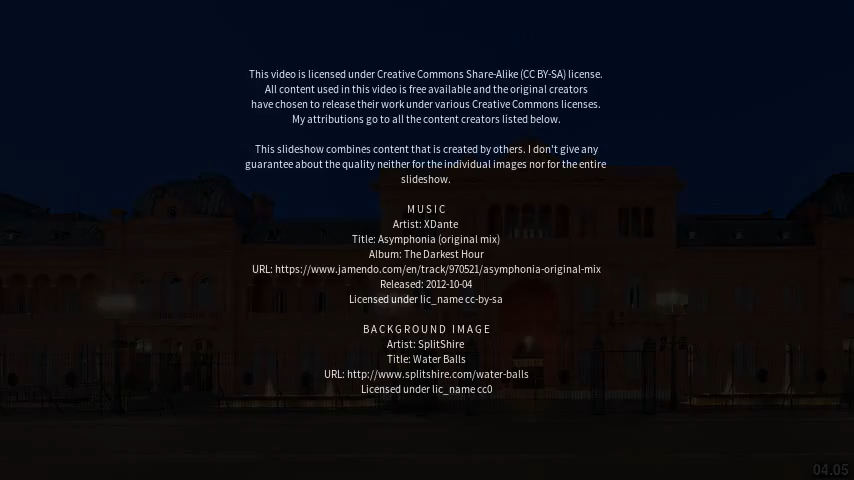 This video is licensed under Creative Commons Share-Alike (CC BY-SA) license.
All content used in this video is free available and the original creators
have chosen to release their work under various Creative Commons licenses.
My attributions go to all the content creators listed below.
This slideshow combines content that is created by others. I don't give any
guarantee about the quality neither for the individual images nor for the entire
slideshow.
MUSIC
Artist: XDante
Title: Asymphonia (original mix)
Album: The Darkest Hour
URL: https://www.jamendo.com/en/track/970521/asymphonia-original-mix
Released: 2012-10-04
Licensed under lic_name cc-by-sa
BACKGROUND IMAGE
Artist: SplitShire
Title: Water Balls
URL: http://www.splitshire.com/water-balls
Licensed under lic_name cc0
04.05